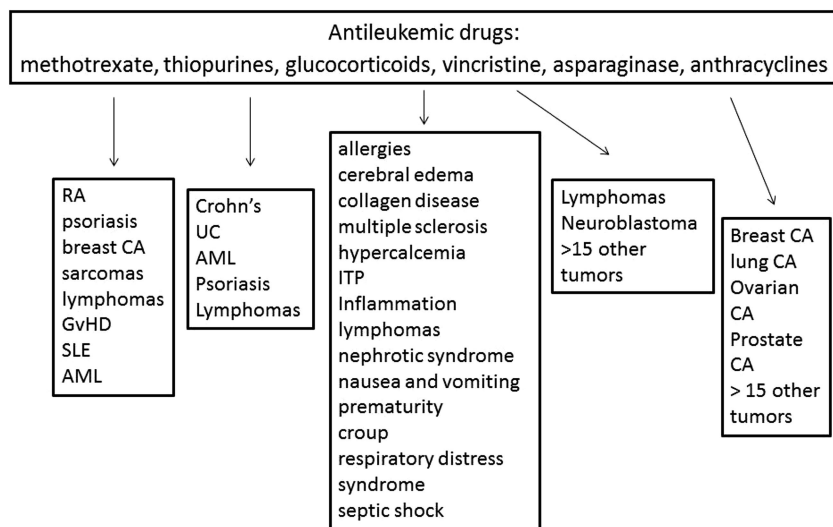 Antileukemic drugs:
methotrexate, thiopurines, glucocorticoids, vincristine, asparaginase, anthracyclines
RA
psoriasis
breast CA
sarcomas
lymphomas
GvHD
SLE
AML
Crohn's
UC
AML
Psoriasis
Lymphomas
allergies
cerebral edema
collagen disease
multiple sclerosis
hypercalcemia
ITP
Inflammation
lymphomas
nephrotic syndrome
nausea and vomiting
prematurity
croup
respiratory distress
syndrome
septic shock
Lymphomas
Neuroblastoma
>15 other
tumors
Breast CA
lung CA
Ovarian
CA
Prostate
CA
> 15 other
tumors